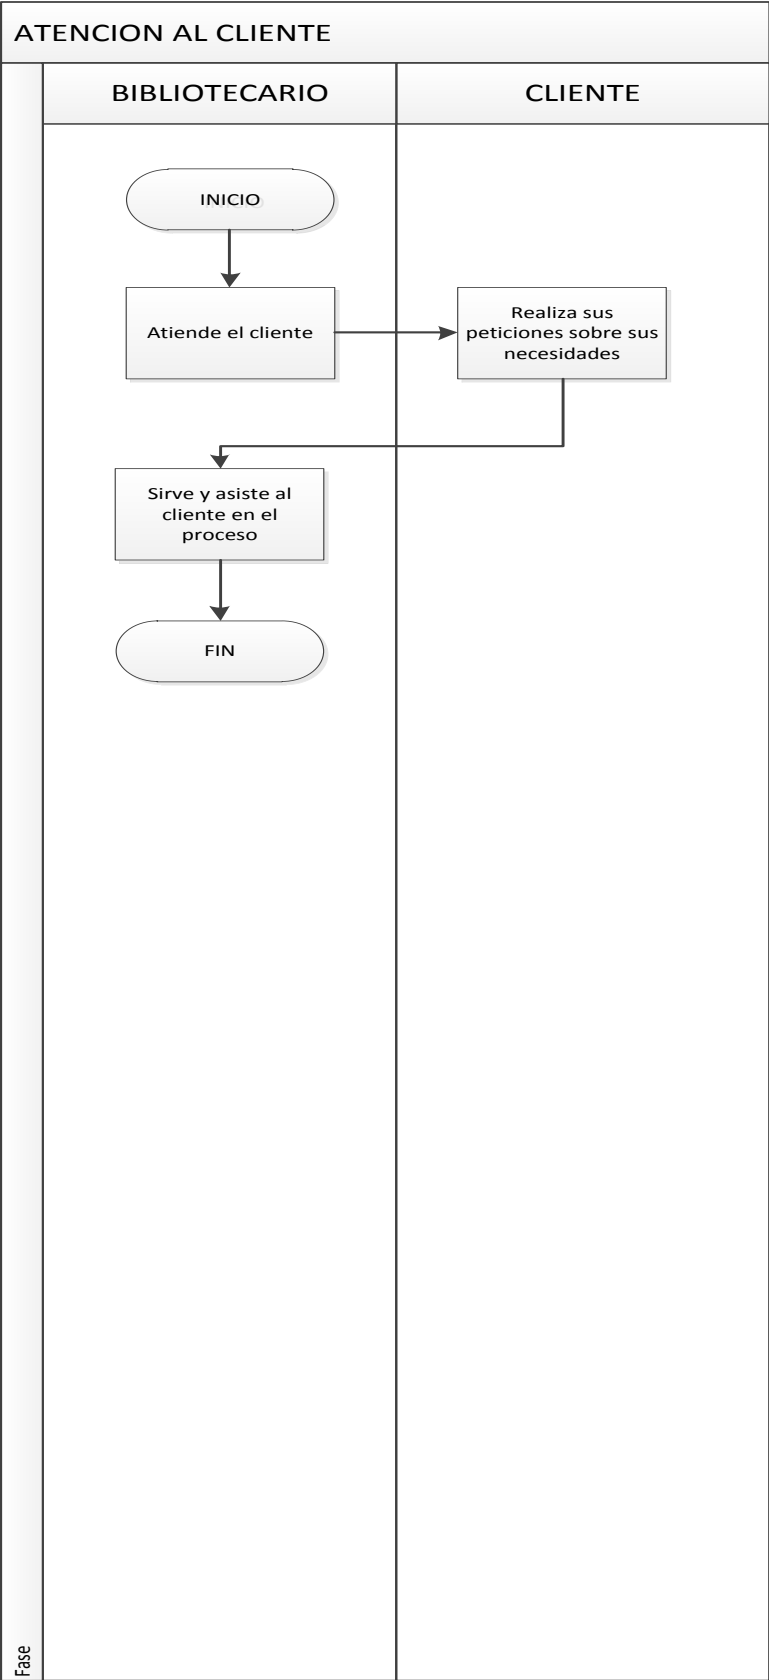 ATENCION AL CLIENTE
BIBLIOTECARIO
CLIENTE
INICIO
Atiende el cliente
Realiza sus
peticiones sobre sus
necesidades
Sirve y asiste al
cliente en el
proceso
FIN
Fase